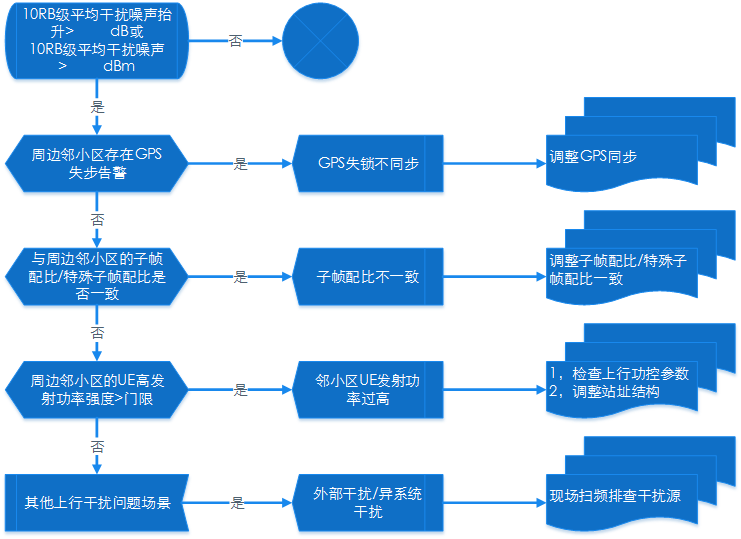 10RB级平均干扰噪声抬
升> dB或
10RB级平均干扰噪声
> dBm
否
是
周边邻小区存在GPS
失步告警
是
GPS失锁不同步
调整GPS同步
否
与周边邻小区的子帧
配比/特殊子帧配比是
否一致
是
子帧配比不一致
调整子帧配比/特殊子
帧配比一致
否
周边邻小区的UE高发
射功率强度>门限
是
邻小区UE发射功
率过高
1，检查上行功控参数
2，调整站址结构
否
其他上行干扰问题场景
是
外部干扰/异系统
干扰
现场扫频排查干扰源